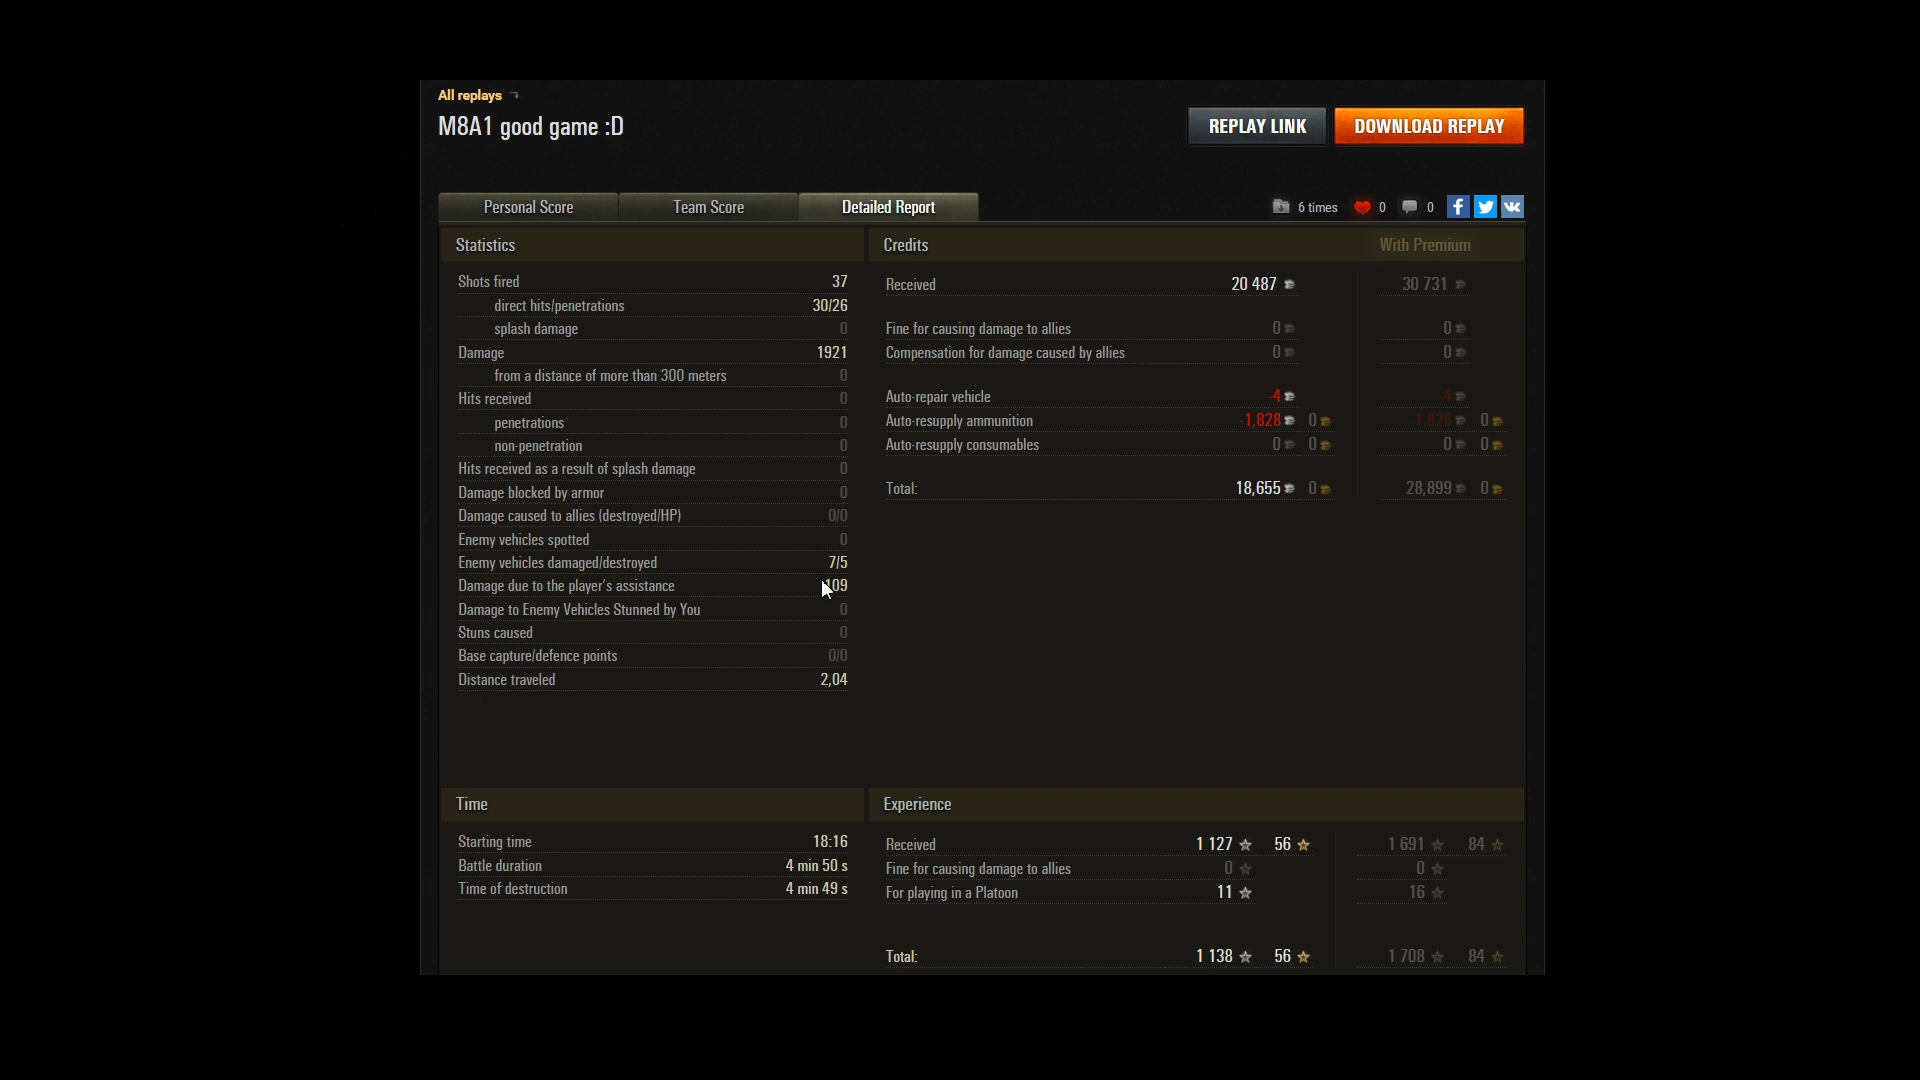 All replays
M8A1 good game :D
REPLAY LINK DOWNLOAD REPLAY
Personal Score Team Score Detailed Report 6 times 0 0
Statistics Credits With Premium
Shots fired 37
direct hits/penetrations 30/26
splash damage 0
Damage 1921
from a distance of more than 300 meters 0
Hits received 0
penetrations 0
non-penetration 0
Hits received as a result of splash damage 0
Damage blocked by armor 0
Damage caused to allies (destroyed/HP) 0/0
Enemy vehicles spotted 0
Enemy vehicles damaged/destroyed 7/5
Damage due to the player's assistance 109
Damage to Enemy Vehicles Stunned by You 0
Stuns caused 0
Base capture/defence points 0/0
Distance traveled 2,04
Received 20 487 30 731
Fine for causing damage to allies 0 0
Compensation for damage caused by allies 0 0
Auto-repair vehicle -4 -4
Auto-resupply ammunition -1,828 0 -1,828 0
Auto-resupply consumables 0 0 0 0
Total: 18,655 0 28,899 0
Time Experience
Starting time 18:16
Battle duration 4 min 50 s
Time of destruction 4 min 49 s
Received 1 127 56 1 691 84
Fine for causing damage to allies 0 0
For playing in a Platoon 11 16
Total: 1 138 56 1 708 84